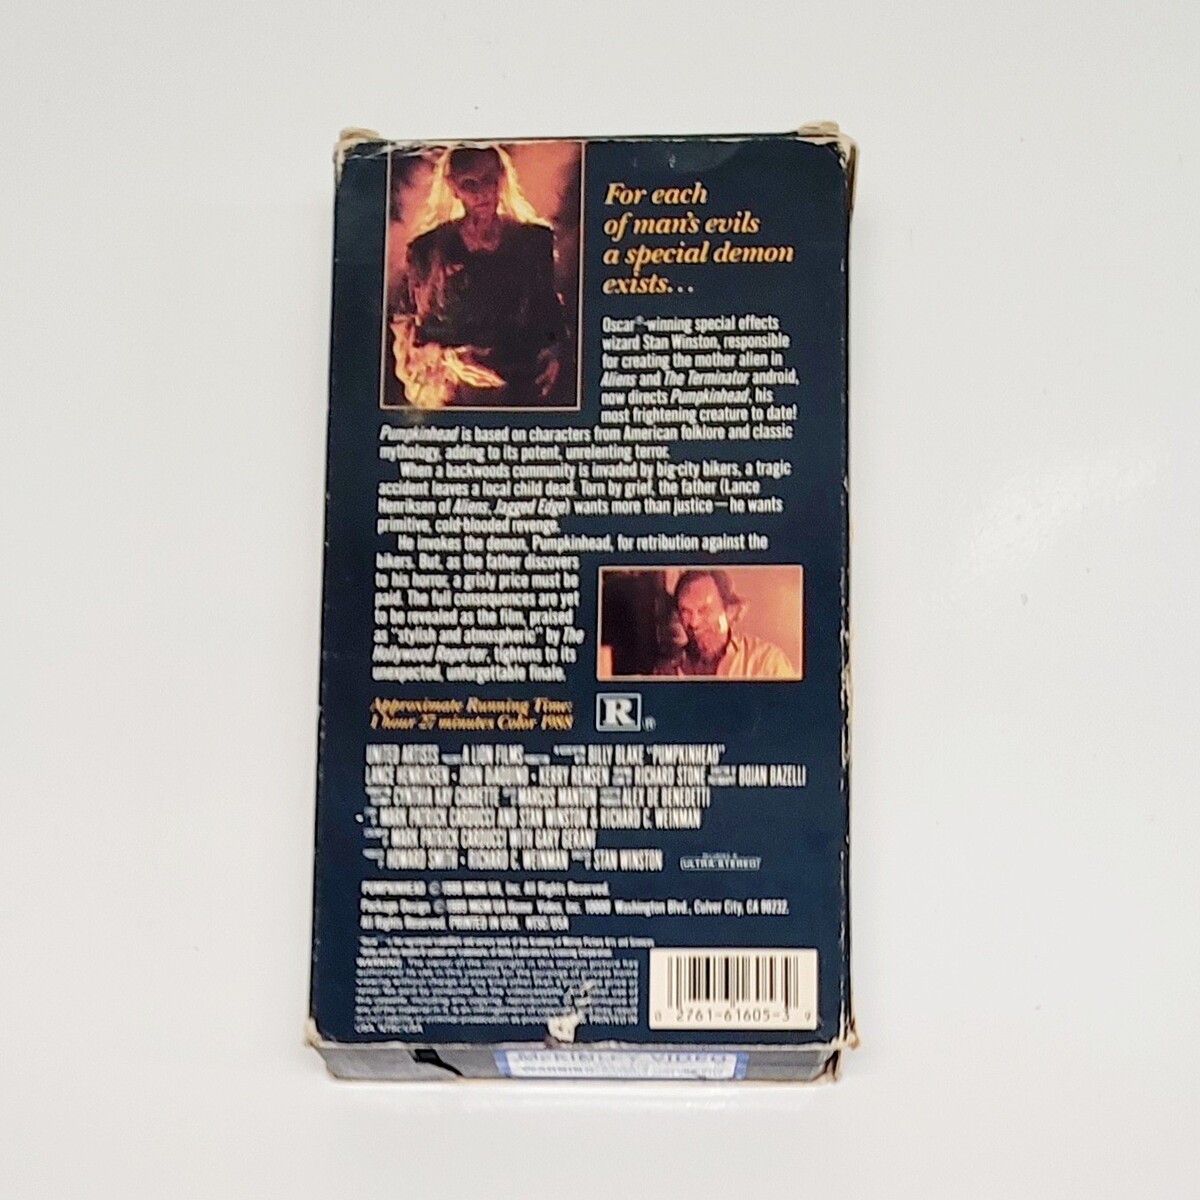 For each
of man's evils
a special demon
exists...
Oscar®-winning special effects
wizard Stan Winston, responsible
for creating the mother alien in
Aliens and The Terminator android,
now directs Pumpkinhead, his
most frightening creature to date!
Pumpkinhead is based on characters from American folklore and classic
mythology, adding to its potent, unrelenting terror.
When a backwoods community is invaded by big-city bikers, a tragic
accident leaves a local child dead. Torn by grief, the father (Lance
Henriksen of Aliens, Jagged Edge) wants more than justice — he wants
primitive, cold-blooded revenge.
He invokes the demon, Pumpkinhead, for retribution against the
bikers. But, as the father discovers
to his horror, a grisly price must be
paid. The full consequences are yet
to be revealed as the film, praised
as "stylish and atmospheric" by The
Hollywood Reporter, tightens to its
unexpected, unforgettable finale.
Approximate Running Time:
1 hour 27 minutes Color 1988
R ®
UNITED ARTISTS A LION FILMS BILLY BLAKE "PUMPKINHEAD"
LANCE HENRIKSEN • JOHN DIAQUINO • KERRY REMSEN RICHARD STONE BOJAN BAZELLI
CYNTHIA KAY CHARETTE MARCUS MANTON ALEX DE BENEDETTI
MARK PATRICK CARDUCCI AND STAN WINSTON & RICHARD C. WEINMAN
MARK PATRICK CARDUCCI WITH GARY GERANI
HOWARD SMITH • RICHARD C. WEINMAN STAN WINSTON
ULTRA-STEREO
PUMPKINHEAD © MGM/UA, Inc. All Rights Reserved.
Package Design © 1989 MGM/UA Home Video, Inc. 10000 Washington Blvd., Culver City, CA 90232.
All Rights Reserved. PRINTED IN USA. NTSC: USA
0 2761-61605-3 9
McKINLEY VIDEO